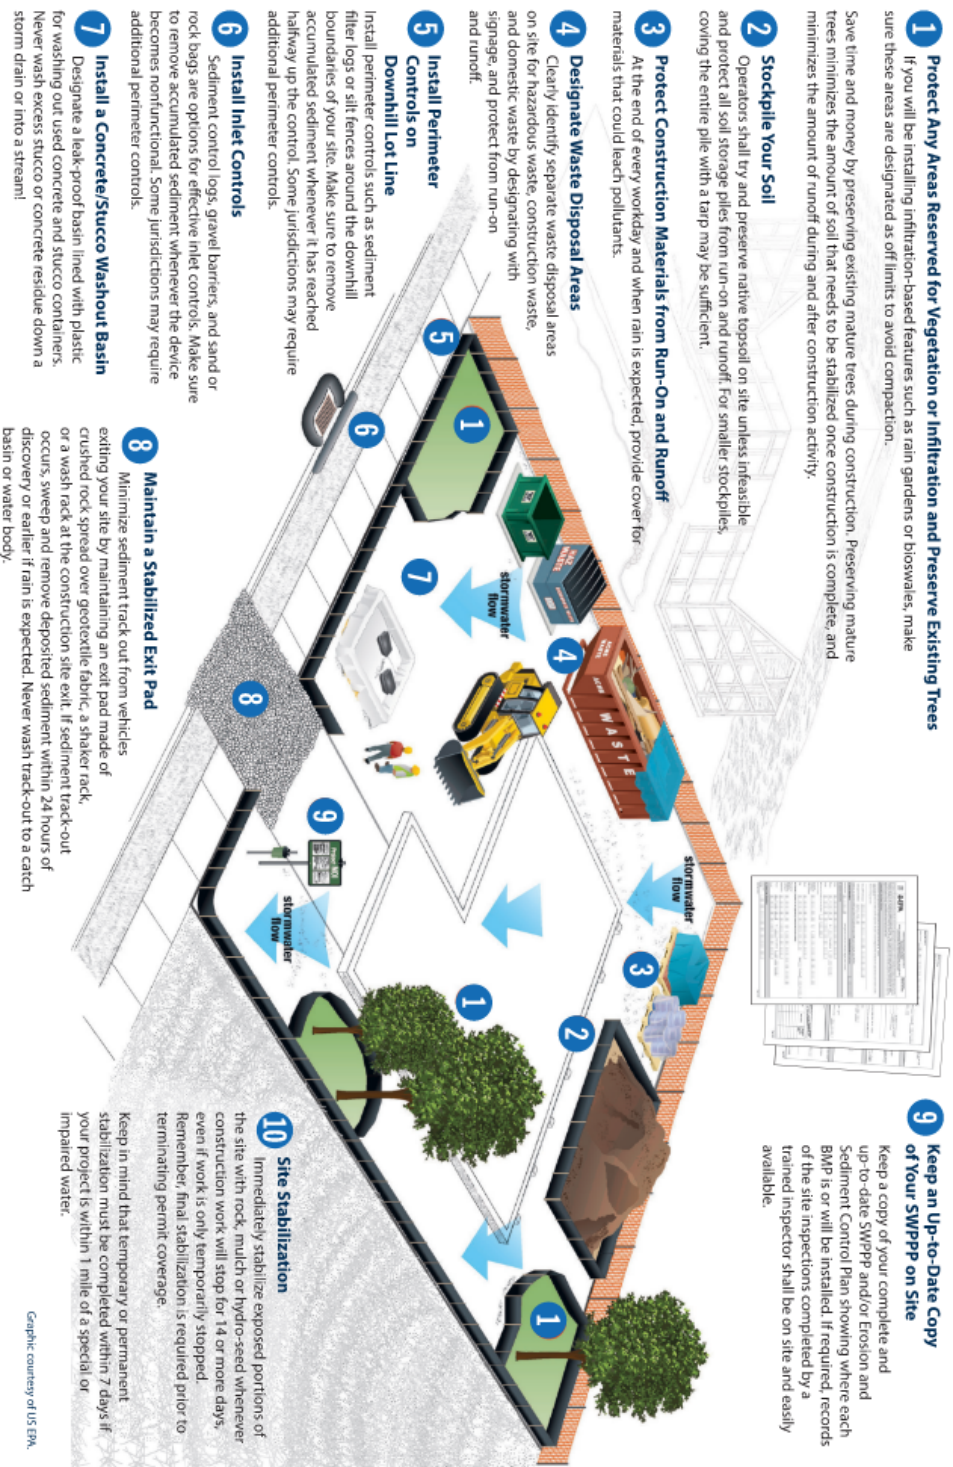 1 Protect Any Areas Reserved for Vegetation or Infiltration and Preserve Existing Trees
If you will be installing infiltration-based features such as rain gardens or bioswales, make
sure these areas are designated as off limits to avoid compaction.
Save time and money by preserving existing mature trees during construction. Preserving mature
trees minimizes the amount of soil that needs to be stabilized once construction is complete, and
minimizes the amount of runoff during and after construction activity.
2 Stockpile Your Soil
Operators shall try and preserve native topsoil on site unless infeasible
and protect all soil storage piles from run-on and runoff. For smaller stockpiles,
coving the entire pile with a tarp may be sufficient.
3 Protect Construction Materials from Run-On and Runoff
At the end of every workday and when rain is expected, provide cover for
materials that could leach pollutants.
4 Designate Waste Disposal Areas
Clearly identify separate waste disposal areas
on site for hazardous waste, construction waste,
and domestic waste by designating with
signage, and protect from run-on
and runoff.
5 Install Perimeter
Controls on
Downhill Lot Line
Install perimeter controls such as sediment
filter logs or silt fences around the downhill
boundaries of your site. Make sure to remove
accumulated sediment whenever it has reached
halfway up the control. Some jurisdictions may require
additional perimeter controls.
6 Install Inlet Controls
Sediment control logs, gravel barriers, and sand or
rock bags are options for effective inlet controls. Make sure
to remove accumulated sediment whenever the device
becomes nonfunctional. Some jurisdictions may require
additional perimeter controls.
7 Install a Concrete/Stucco Washout Basin
Designate a leak-proof basin lined with plastic
for washing out used concrete and stucco containers.
Never wash excess stucco or concrete residue down a
storm drain or into a stream!
8 Maintain a Stabilized Exit Pad
Minimize sediment track out from vehicles
exiting your site by maintaining an exit pad made of
crushed rock spread over geotextile fabric, a shaker rack,
or a wash rack at the construction site exit. If sediment track-out
occurs, sweep and remove deposited sediment within 24 hours of
discovery or earlier if rain is expected. Never wash track-out to a catch
basin or water body.
9 Keep an Up-to-Date Copy
of Your SWPPP on Site
Keep a copy of your complete and
up-to-date SWPPP and/or Erosion and
Sediment Control Plan showing where each
BMP is or will be installed. If required, records
of the site inspections completed by a
trained inspector shall be on site and easily
available.
10 Site Stabilization
Immediately stabilize exposed portions of
the site with rock, mulch or hydro-seed whenever
construction work will stop for 14 or more days,
even if work is only temporarily stopped.
Remember, final stabilization is required prior to
terminating permit coverage.
Keep in mind that temporary or permanent
stabilization must be completed within 7 days if
your project is within 1 mile of a special or
impaired water.
Graphic courtesy of US EPA.
stormwater
flow
stormwater
flow
stormwater
flow
HAZ
WASTE
ACME
WASTE
ACME
WASTE
EPA
1
1
1
2
3
4
5
6
7
8
9